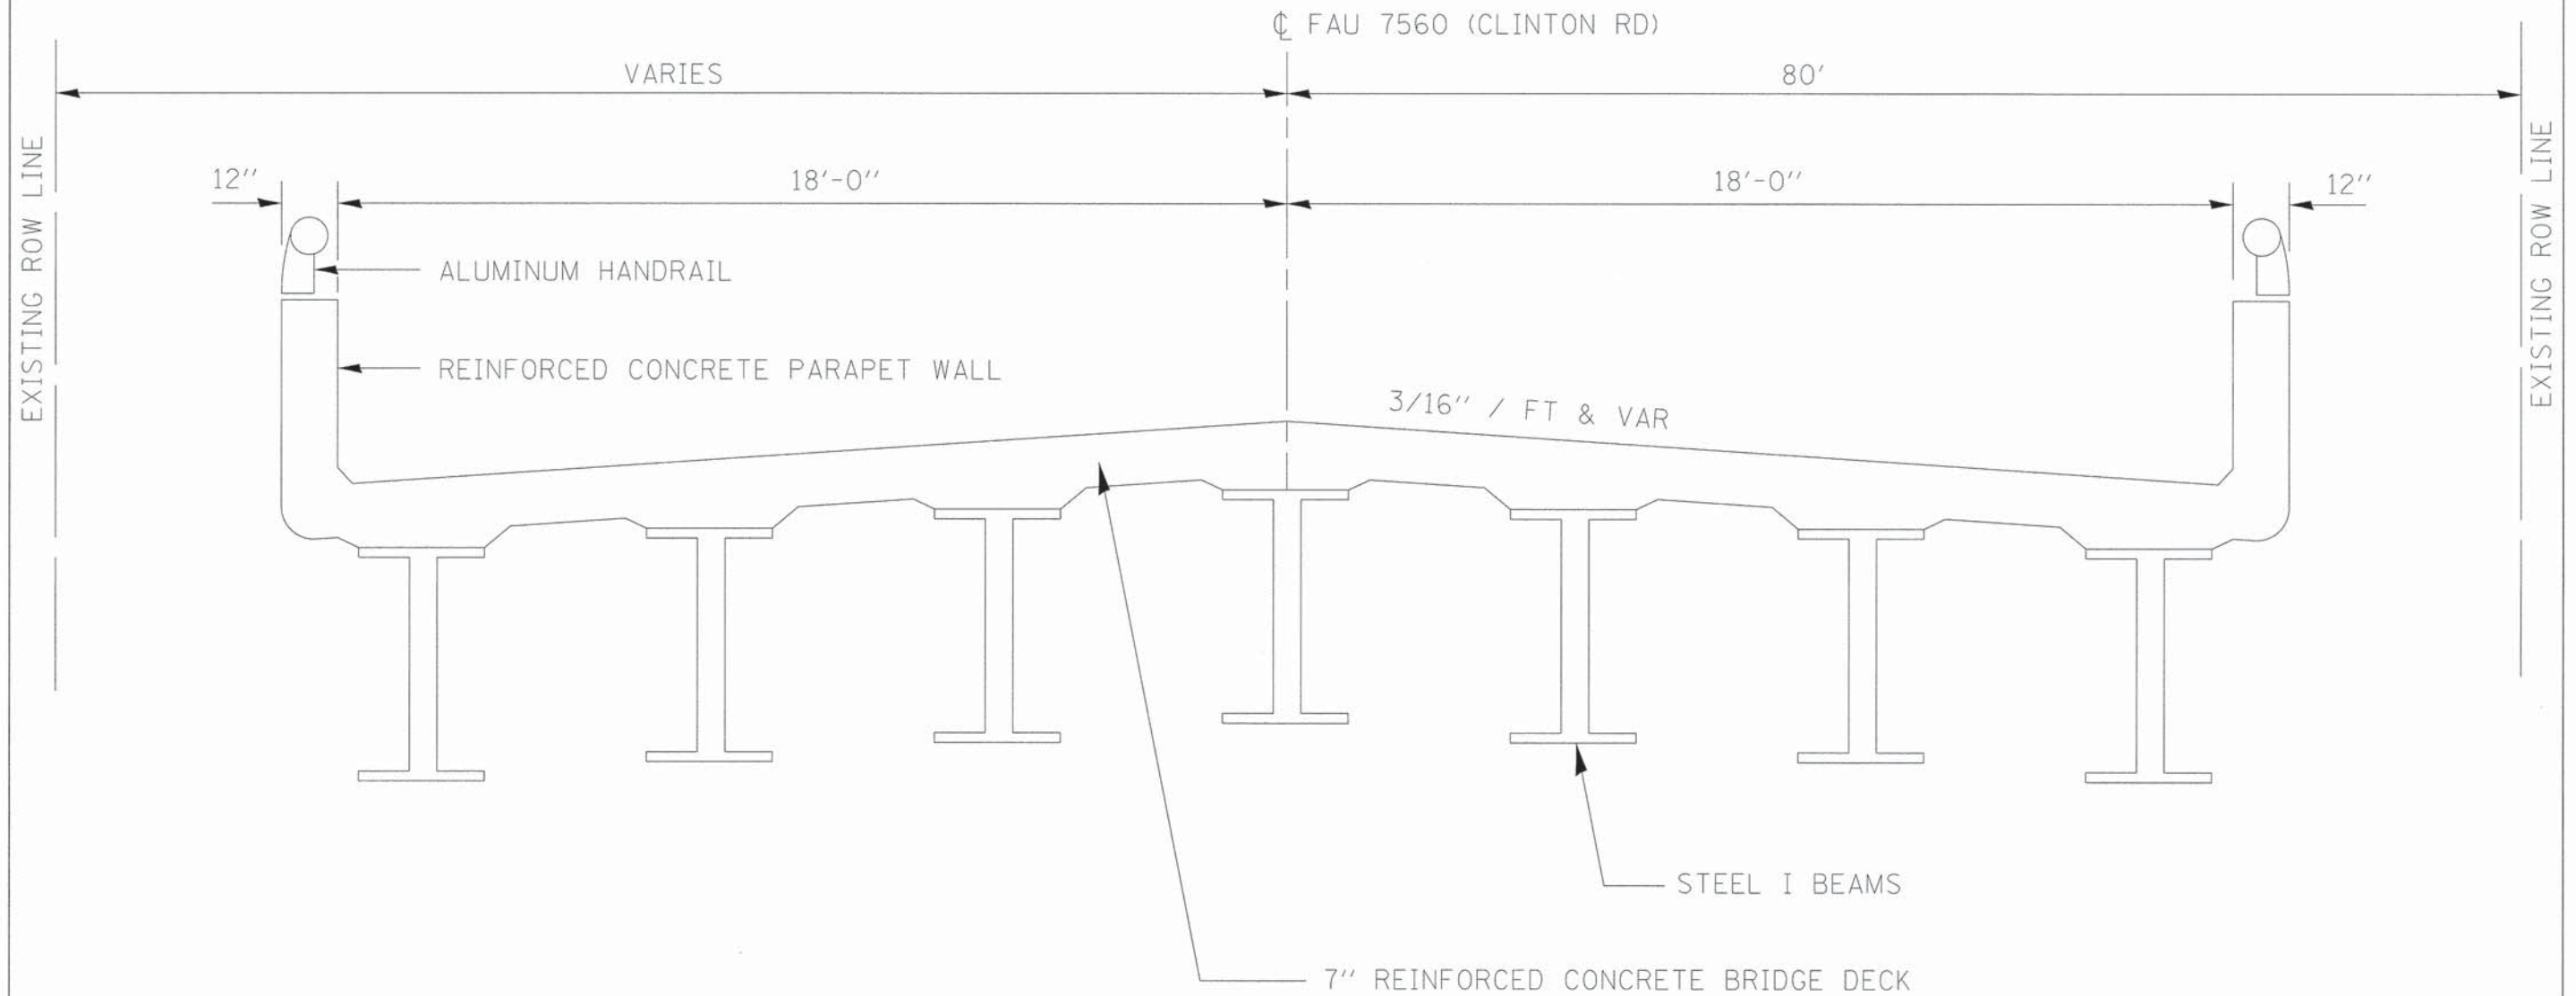 ℄ FAU 7560 (CLINTON RD)
VARIES
80'
EXISTING ROW LINE
EXISTING ROW LINE
12"
18'-0"
18'-0"
12"
ALUMINUM HANDRAIL
REINFORCED CONCRETE PARAPET WALL
3/16" / FT & VAR
STEEL I BEAMS
7" REINFORCED CONCRETE BRIDGE DECK